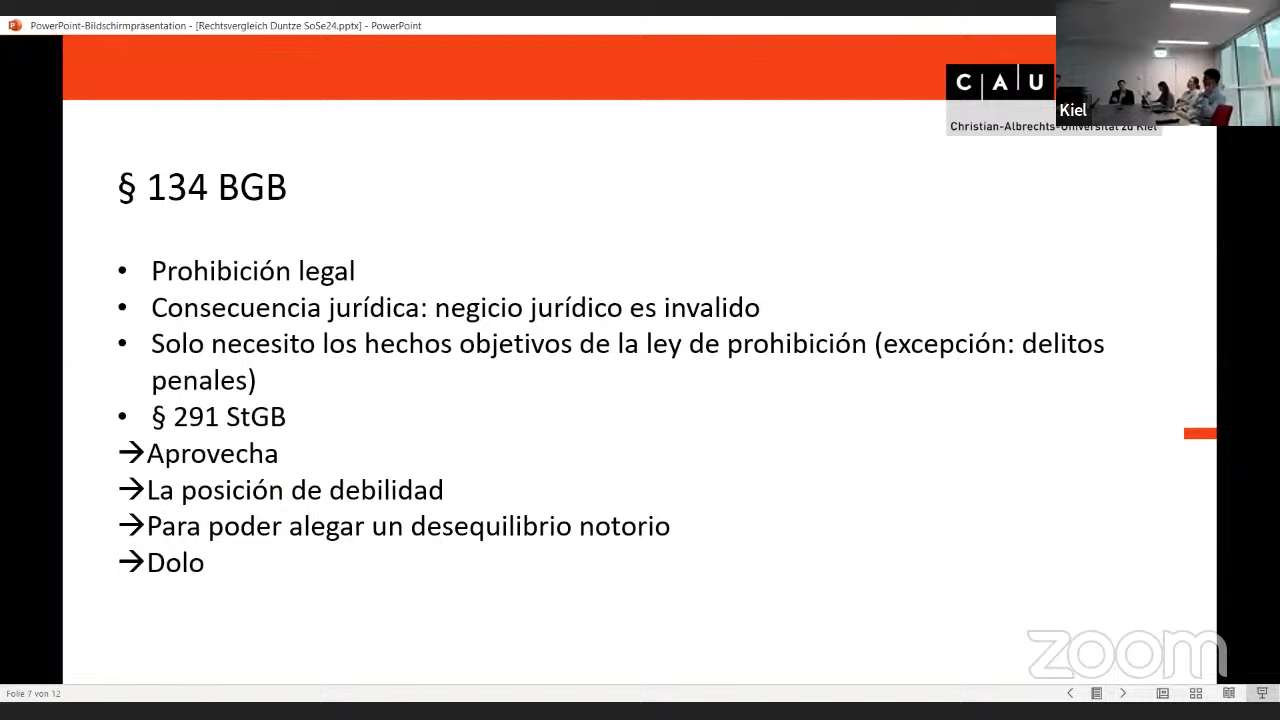 PowerPoint-Bildschirmpräsentation - [Rechtsvergleich Duntze SoSe24.pptx] - PowerPoint
C A U
Kiel
Christian-Albrechts-Universität zu Kiel
§ 134 BGB
• Prohibición legal
• Consecuencia jurídica: negicio jurídico es invalido
• Solo necesito los hechos objetivos de la ley de prohibición (excepción: delitos
penales)
• § 291 StGB
→Aprovecha
→La posición de debilidad
→Para poder alegar un desequilibrio notorio
→Dolo
zoom
Folie 7 von 12